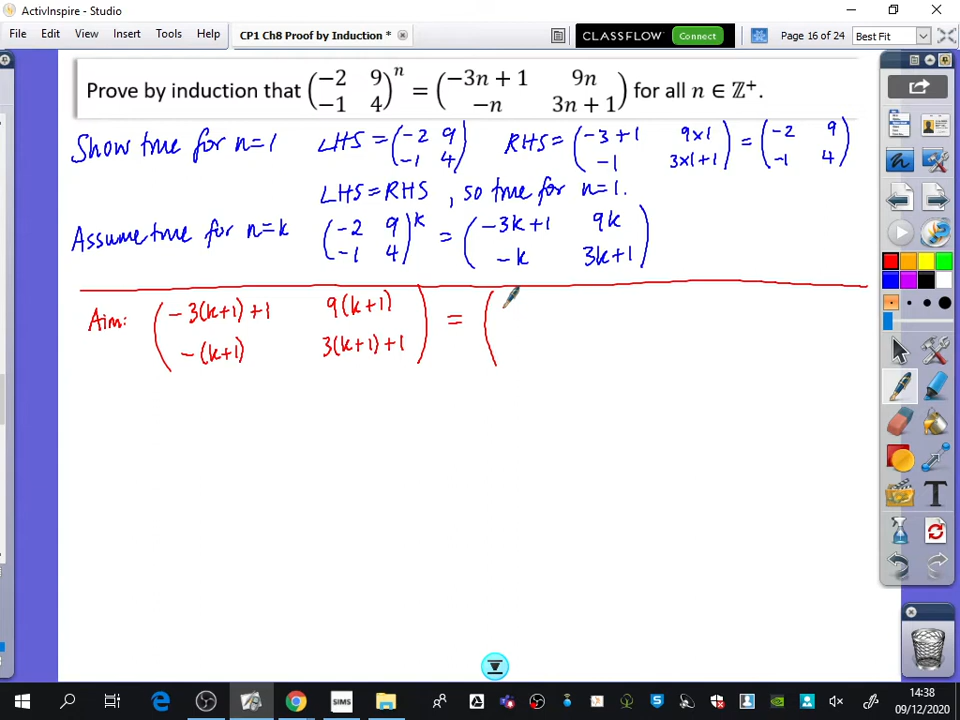 ActivInspire - Studio
File Edit View Insert Tools Help
CP1 Ch8 Proof by Induction *
CLASSFLOW Connect
Page 16 of 24
Best Fit
Prove by induction that (−2 9 / −1 4)^n = (−3n + 1 9n / −n 3n + 1) for all n ∈ ℤ⁺.
Show true for n=1 LHS = (−2 9 / −1 4) RHS = (−3+1 9×1 / −1 3×1+1) = (−2 9 / −1 4)
LHS = RHS , so true for n=1.
Assume true for n=k (−2 9 / −1 4)^k = (−3k+1 9k / −k 3k+1)
Aim: (−3(k+1)+1 9(k+1) / −(k+1) 3(k+1)+1) = (
SIMS
14:38
09/12/2020